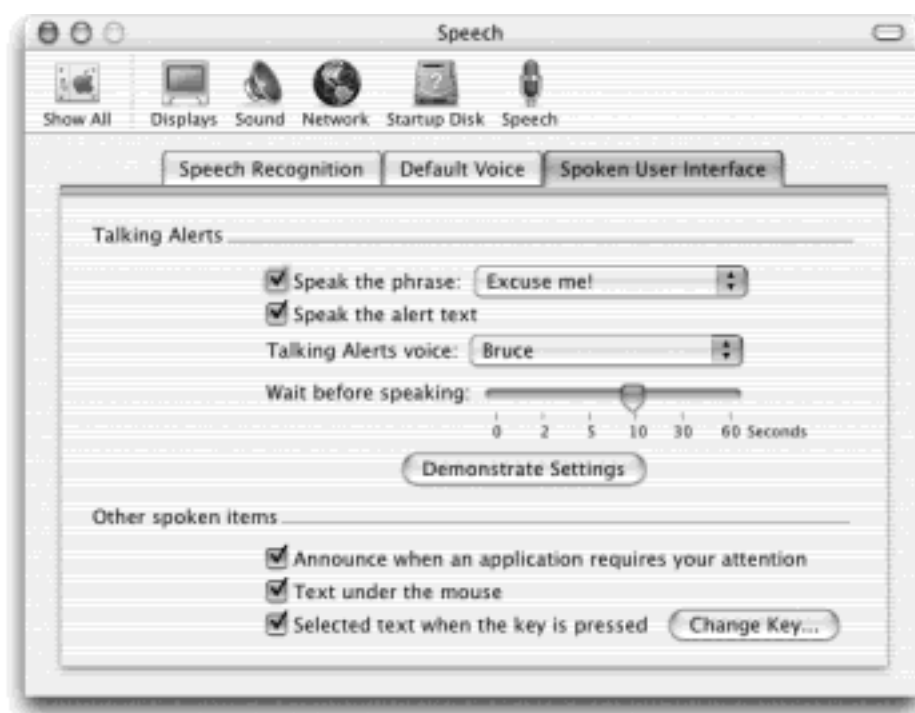 Speech
Show All Displays Sound Network Startup Disk Speech
Speech Recognition Default Voice Spoken User Interface
Talking Alerts
Speak the phrase: Excuse me!
Speak the alert text
Talking Alerts voice: Bruce
Wait before speaking:
0 2 5 10 30 60 Seconds
Demonstrate Settings
Other spoken items
Announce when an application requires your attention
Text under the mouse
Selected text when the key is pressed Change Key...